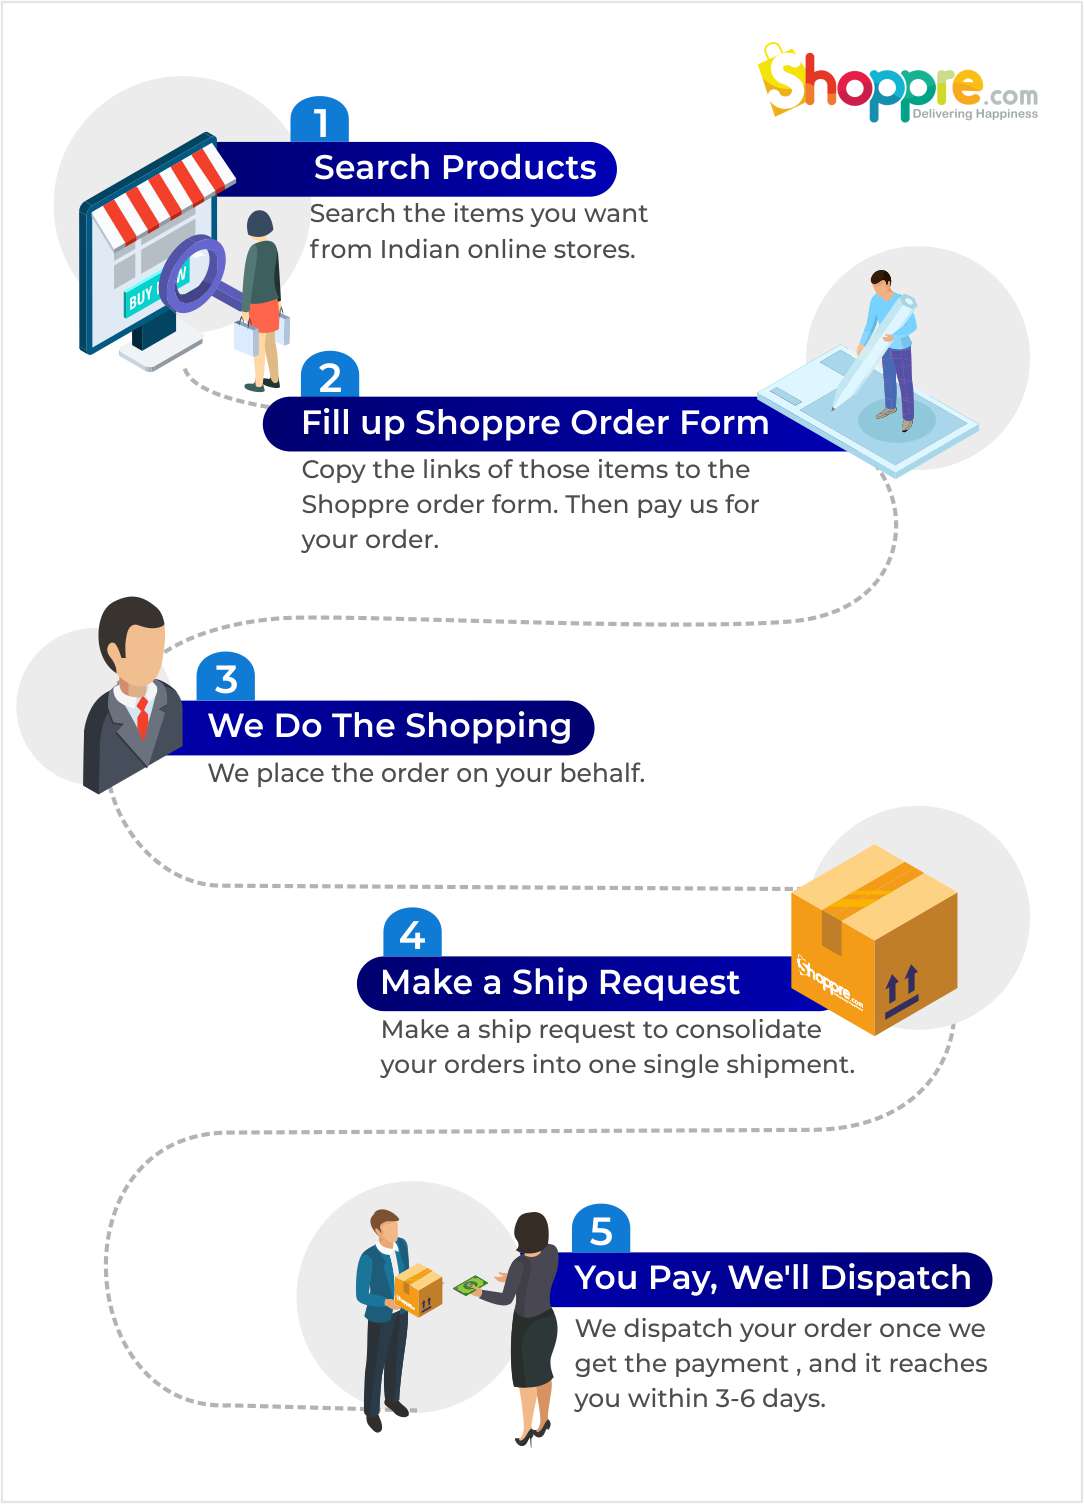 Shoppre.com
Delivering Happiness
1
Search Products
Search the items you want
from Indian online stores.
BUY
2
Fill up Shoppre Order Form
Copy the links of those items to the
Shoppre order form. Then pay us for
your order.
3
We Do The Shopping
We place the order on your behalf.
4
Make a Ship Request
Make a ship request to consolidate
your orders into one single shipment.
Shoppre.com
5
You Pay, We'll Dispatch
We dispatch your order once we
get the payment , and it reaches
you within 3-6 days.